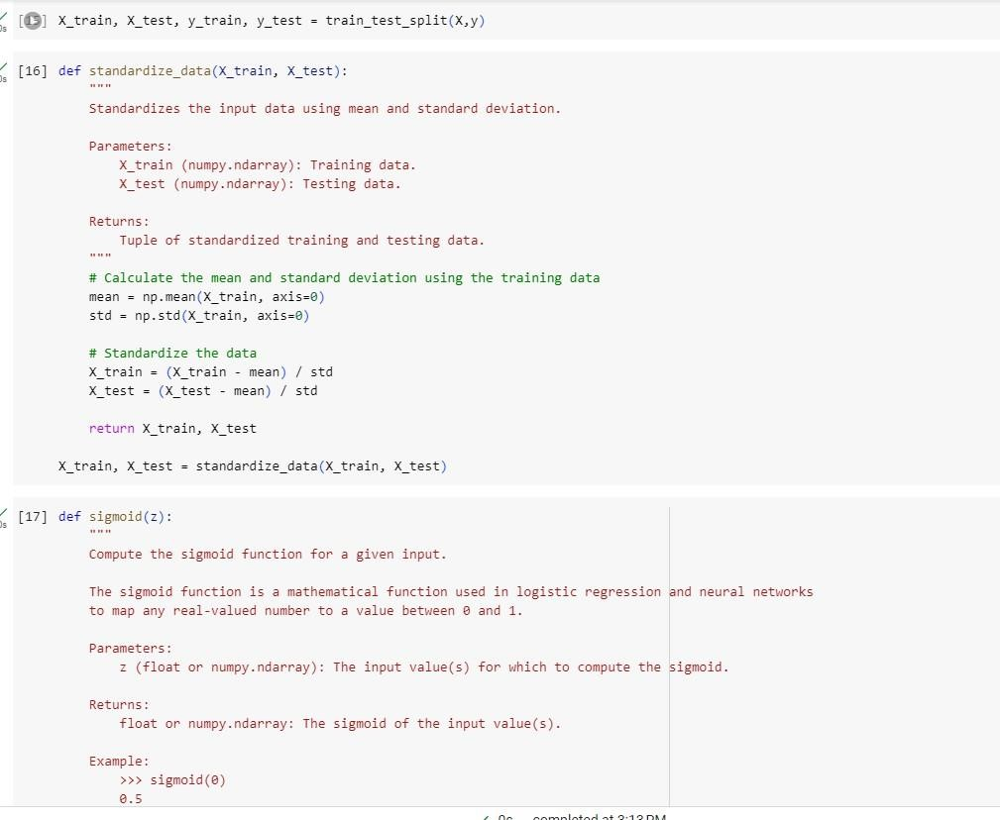 [15] X_train, X_test, y_train, y_test = train_test_split(X,y)
[16] def standardize_data(X_train, X_test):
"""
Standardizes the input data using mean and standard deviation.
Parameters:
X_train (numpy.ndarray): Training data.
X_test (numpy.ndarray): Testing data.
Returns:
Tuple of standardized training and testing data.
"""
# Calculate the mean and standard deviation using the training data
mean = np.mean(X_train, axis=0)
std = np.std(X_train, axis=0)
# Standardize the data
X_train = (X_train - mean) / std
X_test = (X_test - mean) / std
return X_train, X_test
X_train, X_test = standardize_data(X_train, X_test)
[17] def sigmoid(z):
"""
Compute the sigmoid function for a given input.
The sigmoid function is a mathematical function used in logistic regression and neural networks
to map any real-valued number to a value between 0 and 1.
Parameters:
z (float or numpy.ndarray): The input value(s) for which to compute the sigmoid.
Returns:
float or numpy.ndarray: The sigmoid of the input value(s).
Example:
>>> sigmoid(0)
0.5
0s completed at 3:13 PM